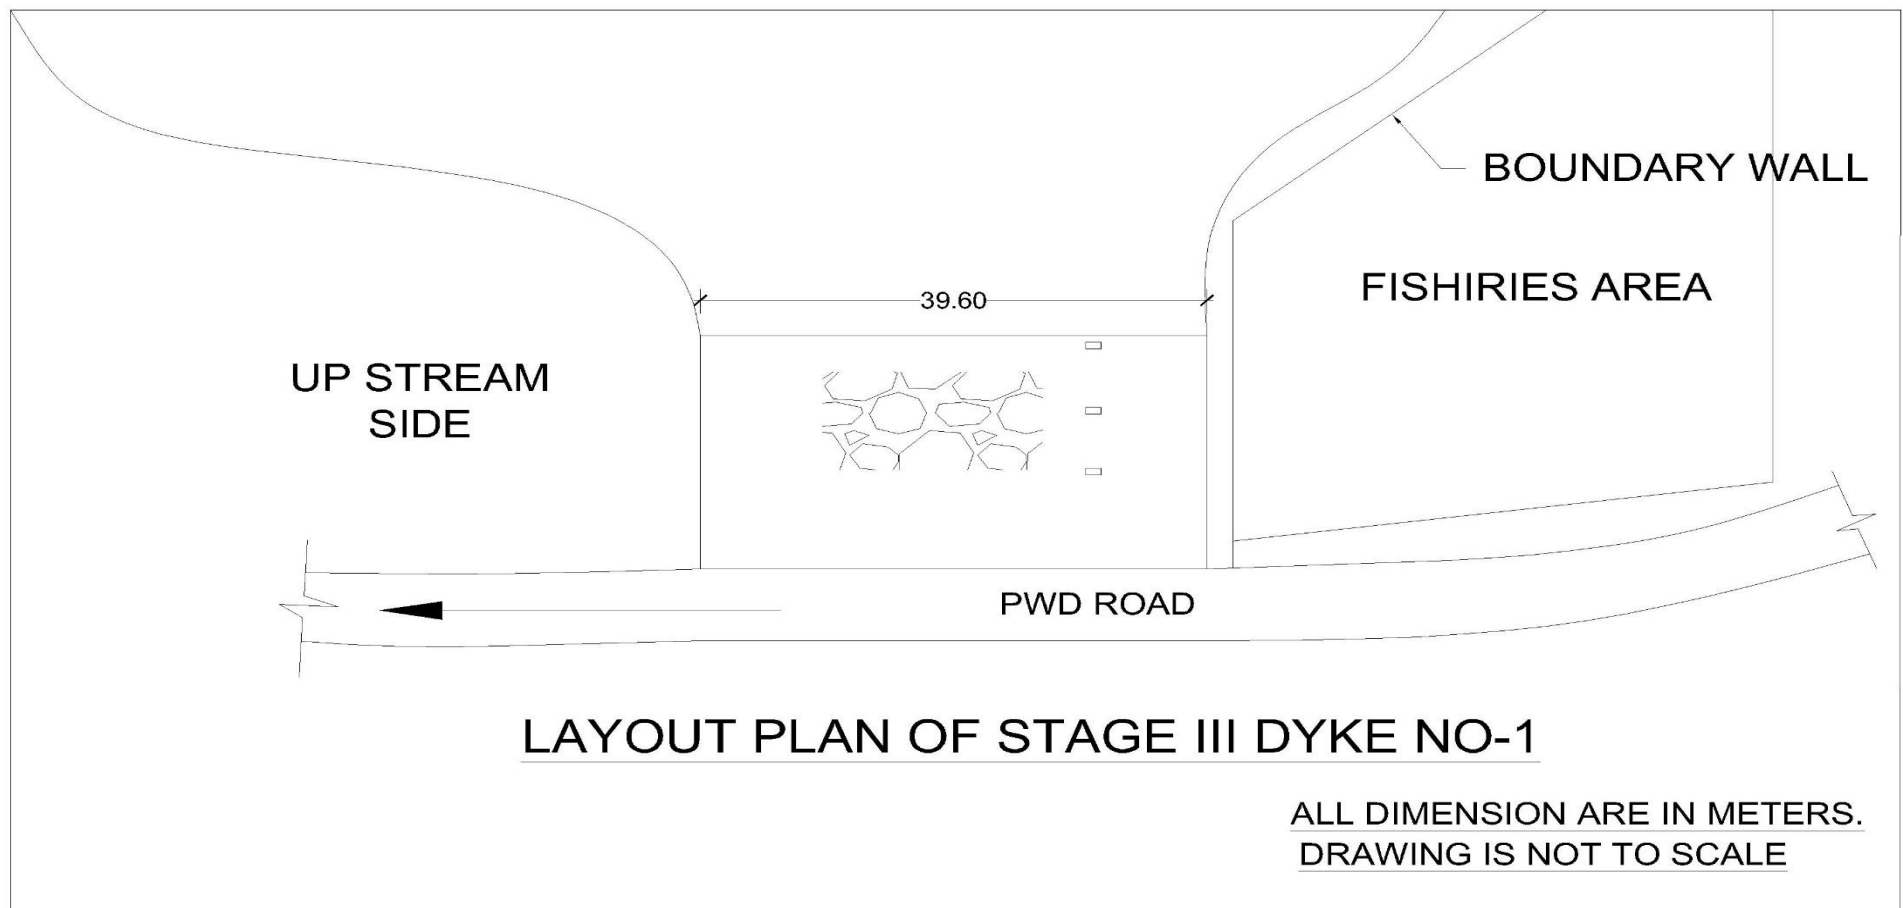 BOUNDARY WALL
FISHIRIES AREA
39.60
UP STREAM
SIDE
PWD ROAD
LAYOUT PLAN OF STAGE III DYKE NO-1
ALL DIMENSION ARE IN METERS.
DRAWING IS NOT TO SCALE